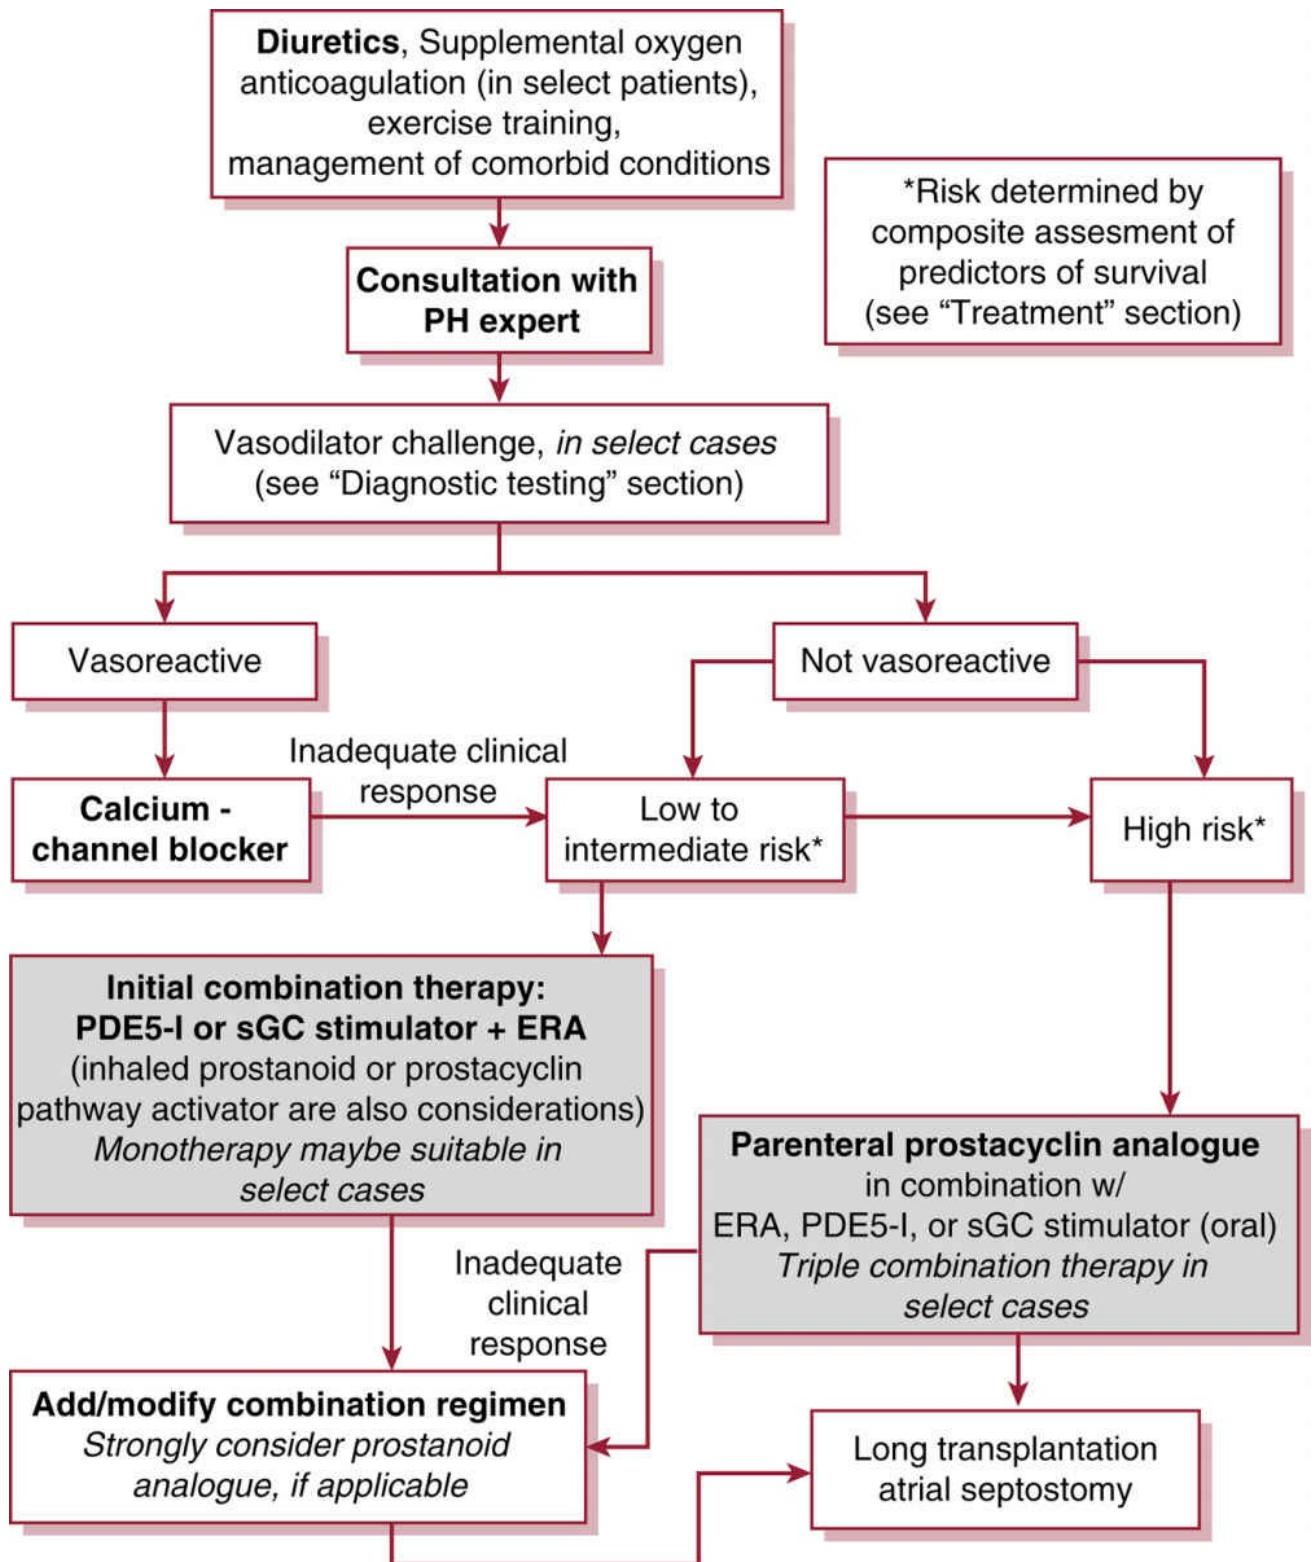 Diuretics, Supplemental oxygen
anticoagulation (in select patients),
exercise training,
management of comorbid conditions
*Risk determined by
composite assesment of
predictors of survival
(see “Treatment” section)
Consultation with
PH expert
Vasodilator challenge, in select cases
(see “Diagnostic testing” section)
Vasoreactive
Not vasoreactive
Inadequate clinical
response
Calcium -
channel blocker
Low to
intermediate risk*
High risk*
Initial combination therapy:
PDE5-I or sGC stimulator + ERA
(inhaled prostanoid or prostacyclin
pathway activator are also considerations)
Monotherapy maybe suitable in
select cases
Parenteral prostacyclin analogue
in combination w/
ERA, PDE5-I, or sGC stimulator (oral)
Triple combination therapy in
select cases
Inadequate
clinical
response
Add/modify combination regimen
Strongly consider prostanoid
analogue, if applicable
Long transplantation
atrial septostomy